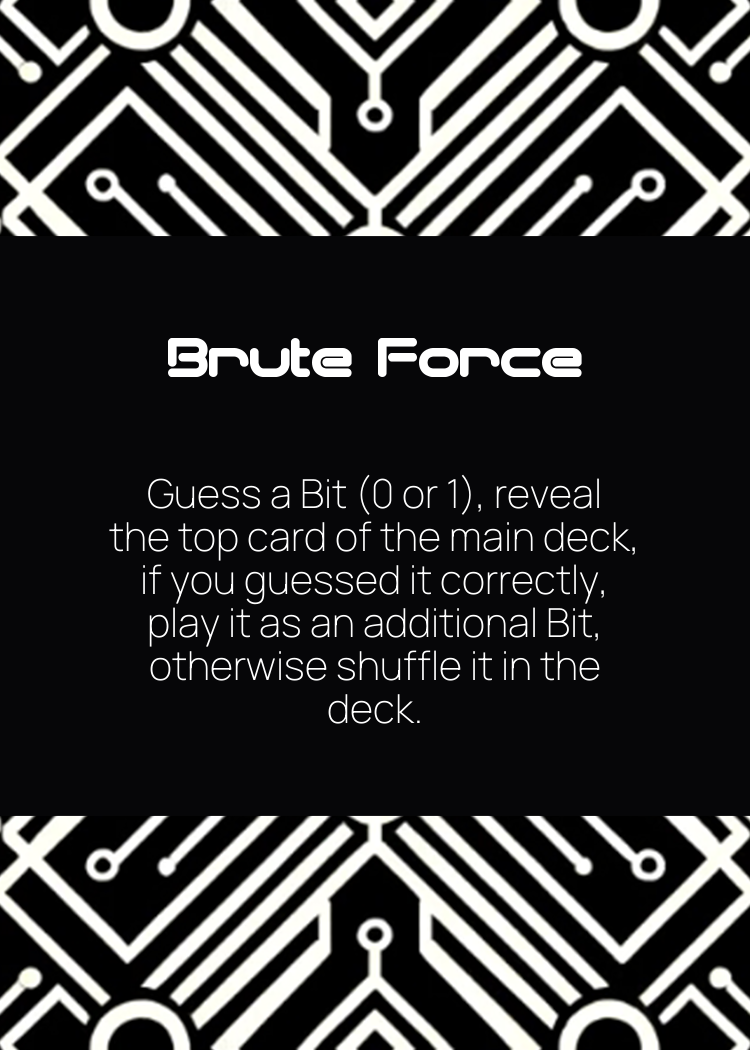 Brute Force
Guess a Bit (0 or 1), reveal
the top card of the main deck,
if you guessed it correctly,
play it as an additional Bit,
otherwise shuffle it in the
deck.